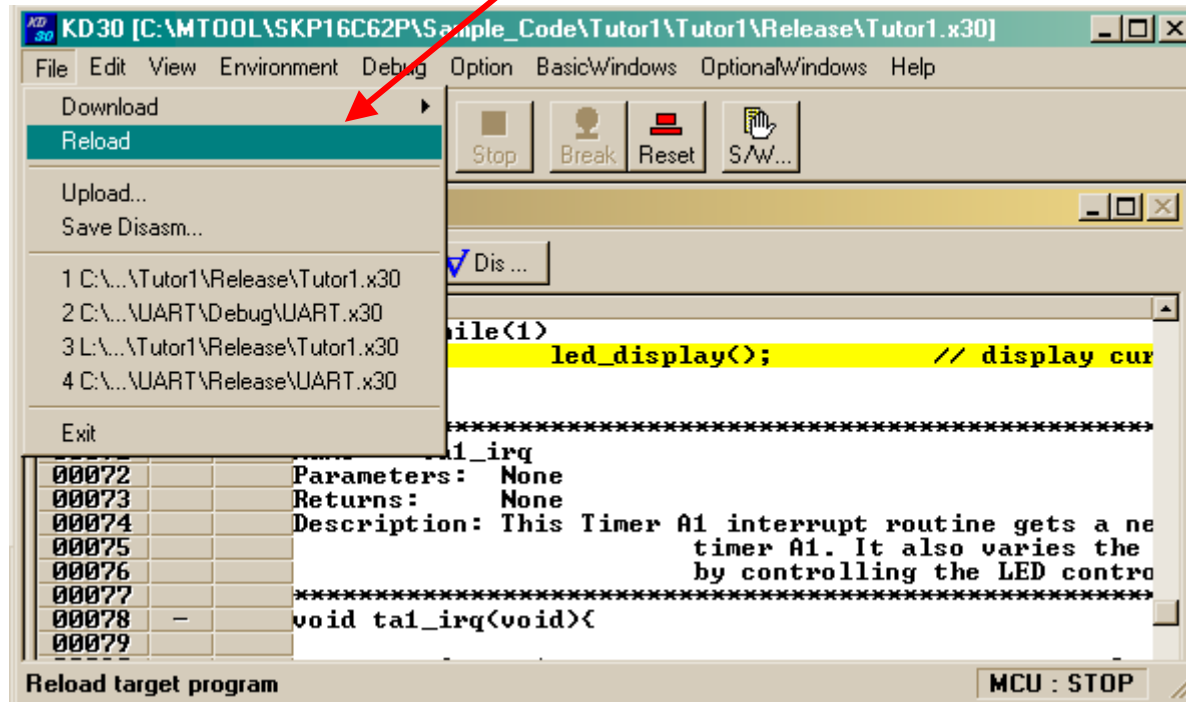 KD30 [C:\MTOOL\SKP16C62P\Sample_Code\Tutor1\Tutor1\Release\Tutor1.x30]
File Edit View Environment Debug Option BasicWindows OptionalWindows Help
Download
Reload
Stop Break Reset S/W...
Upload...
Save Disasm...
Dis ...
1 C:\...\Tutor1\Release\Tutor1.x30
2 C:\...\UART\Debug\UART.x30
3 L:\...\Tutor1\Release\Tutor1.x30
4 C:\...\UART\Release\UART.x30
Exit
ile(1)
led_display(); // display cur
*****************************************************
a1_irq
00072 Parameters: None
00073 Returns: None
00074 Description: This Timer A1 interrupt routine gets a ne
00075 timer A1. It also varies the
00076 by controlling the LED contro
00077 *****************************************************
00078 - void ta1_irq(void){
00079
Reload target program MCU : STOP